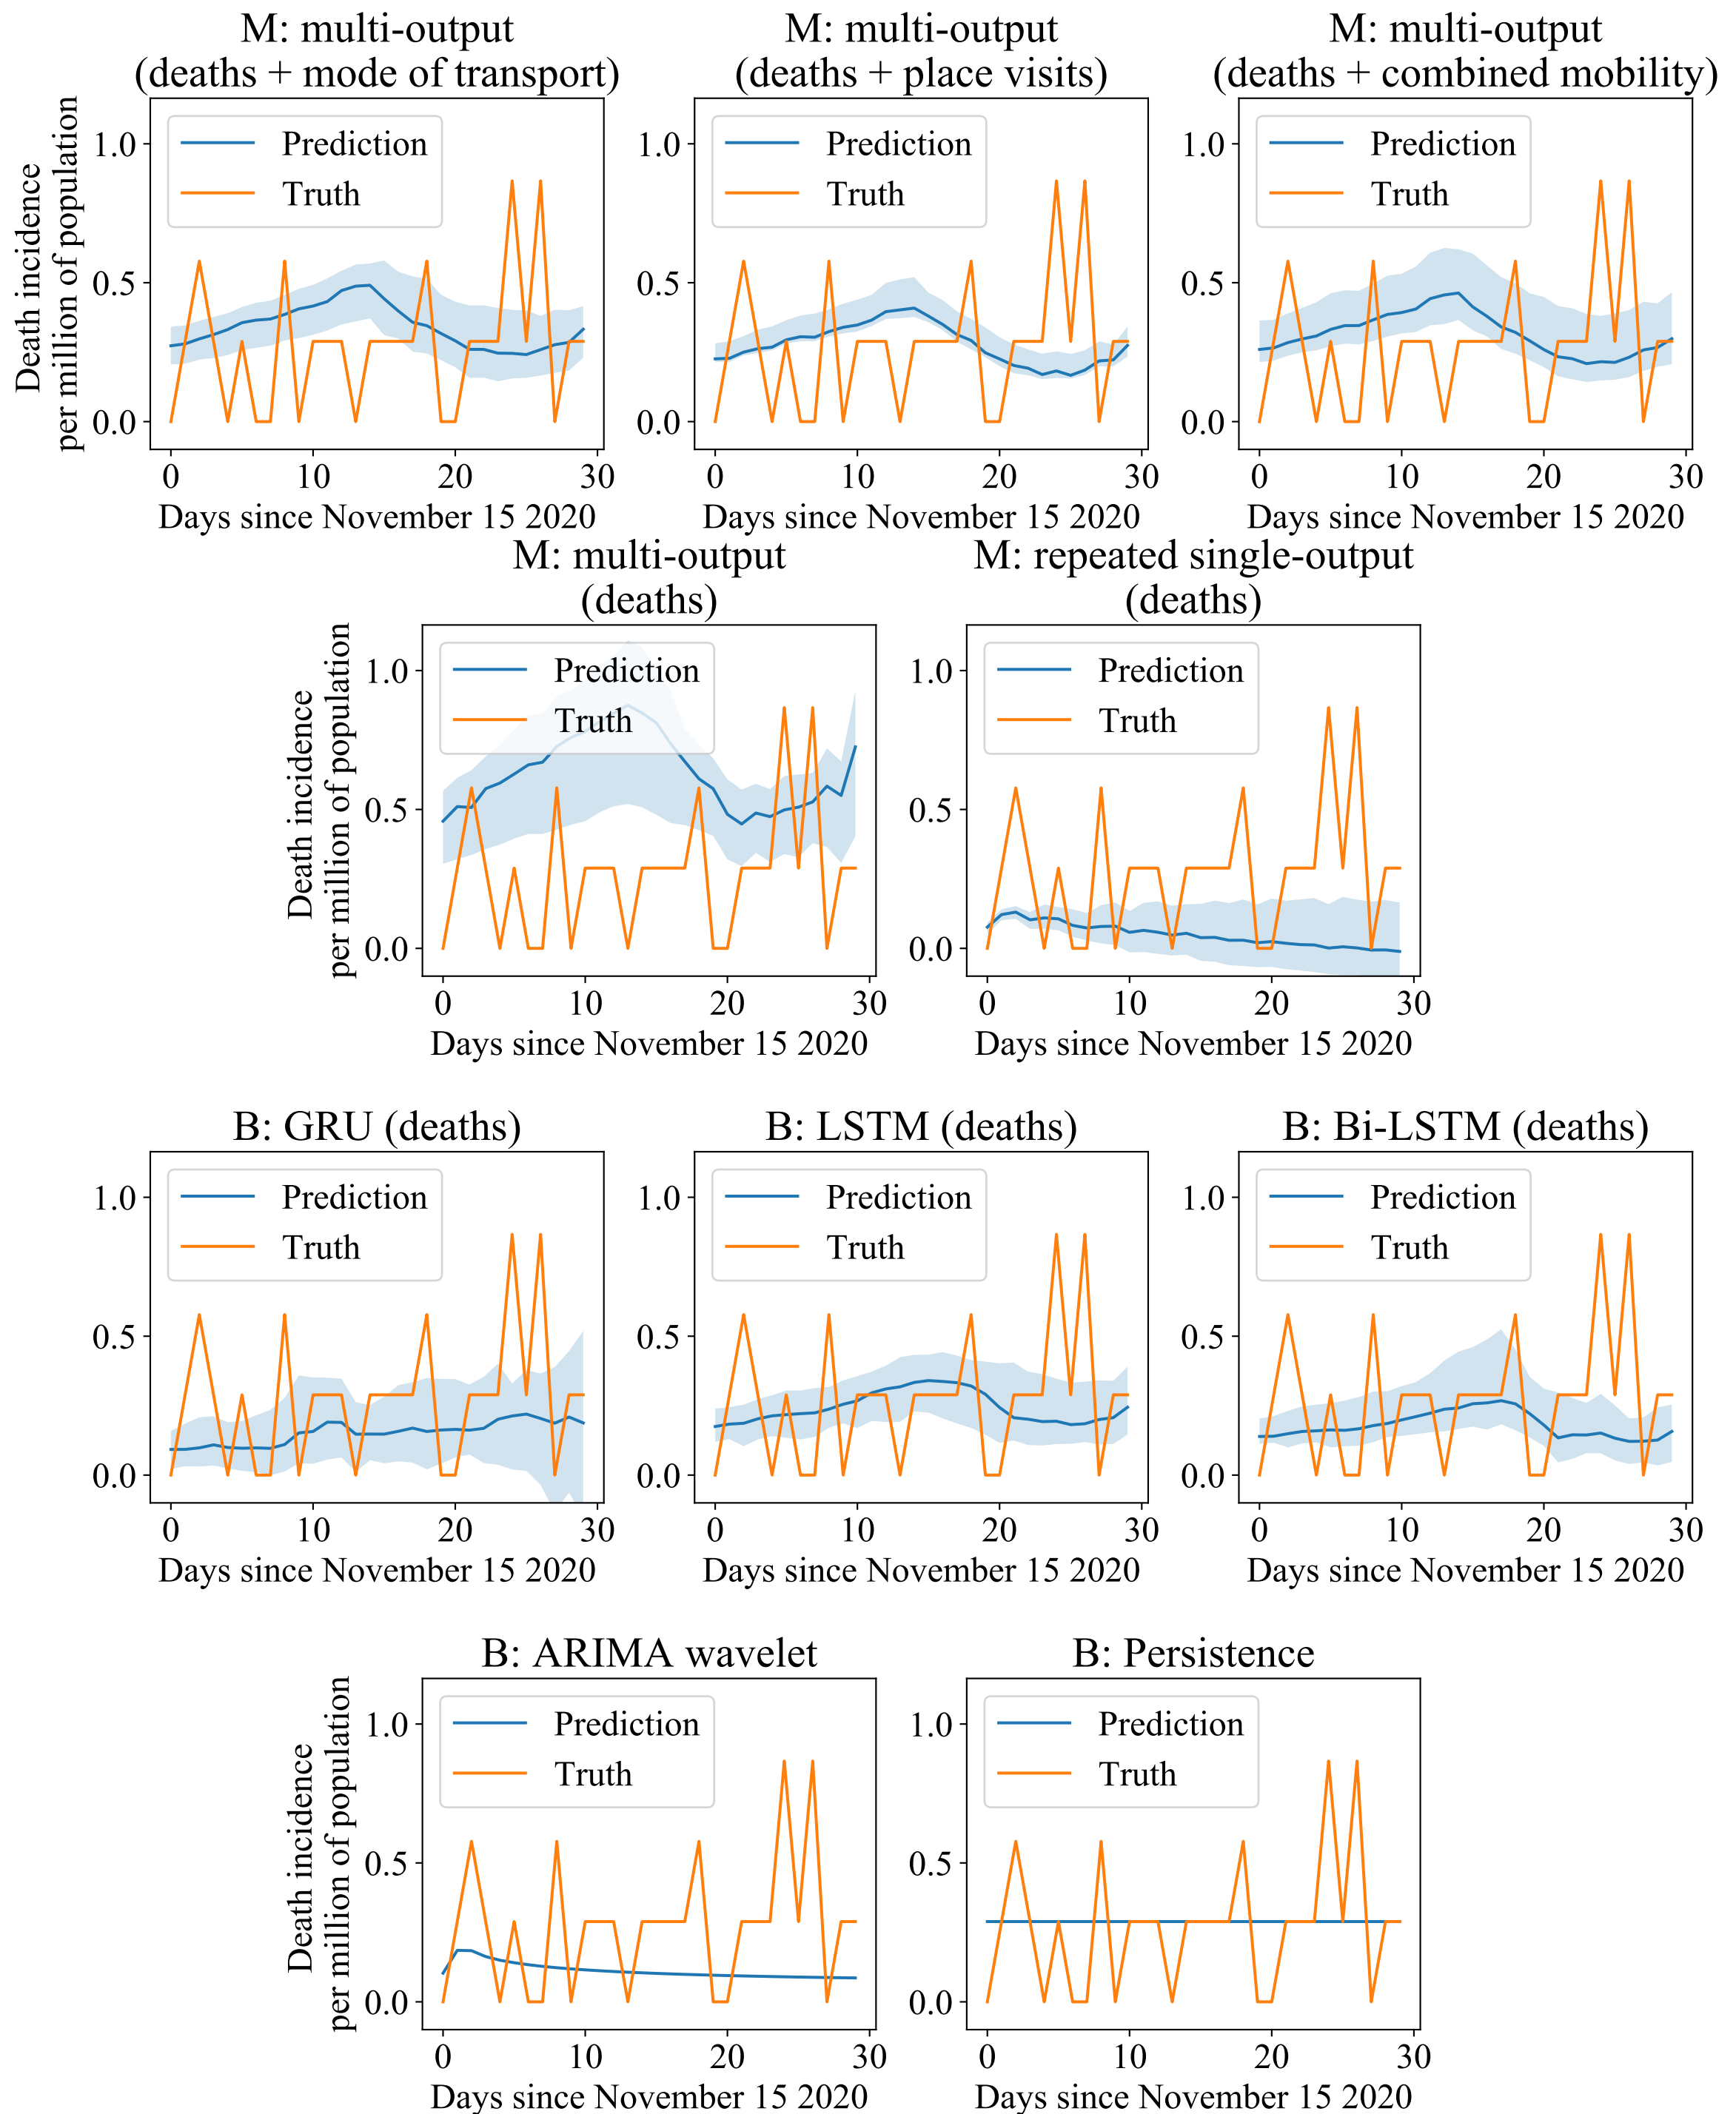 M: multi-output
(deaths + mode of transport)
M: multi-output
(deaths + place visits)
M: multi-output
(deaths + combined mobility)
Death incidence
per million of population
1.0
0.5
0.0
Prediction
Truth
0 10 20 30
Days since November 15 2020
1.0
0.5
0.0
Prediction
Truth
0 10 20 30
Days since November 15 2020
1.0
0.5
0.0
Prediction
Truth
0 10 20 30
Days since November 15 2020
M: multi-output
(deaths)
Death incidence
per million of population
1.0
0.5
0.0
Prediction
Truth
0 10 20 30
Days since November 15 2020
M: repeated single-output
(deaths)
1.0
0.5
0.0
Prediction
Truth
0 10 20 30
Days since November 15 2020
B: GRU (deaths)
1.0
0.5
0.0
Prediction
Truth
0 10 20 30
Days since November 15 2020
B: LSTM (deaths)
1.0
0.5
0.0
Prediction
Truth
0 10 20 30
Days since November 15 2020
B: Bi-LSTM (deaths)
1.0
0.5
0.0
Prediction
Truth
0 10 20 30
Days since November 15 2020
B: ARIMA wavelet
Death incidence
per million of population
1.0
0.5
0.0
Prediction
Truth
0 10 20 30
Days since November 15 2020
B: Persistence
1.0
0.5
0.0
Prediction
Truth
0 10 20 30
Days since November 15 2020